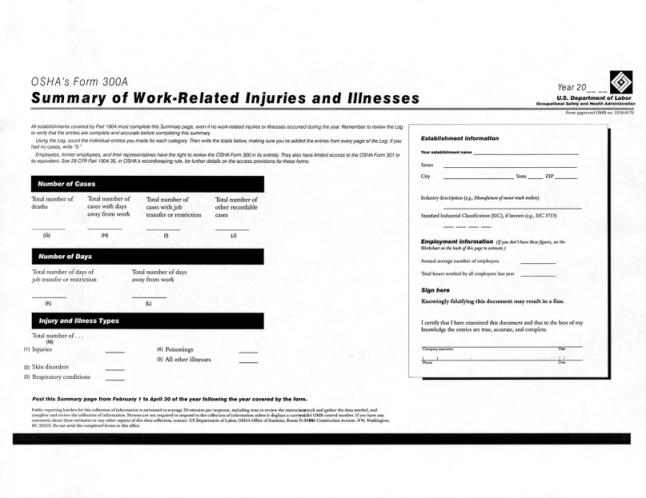 OSHA's Form 300A
Summary of Work-Related Injuries and Illnesses
Year 20__ __
U.S. Department of Labor
Occupational Safety and Health Administration
Form approved OMB no. 1218-0176
All establishments covered by Part 1904 must complete this Summary page, even if no work-related injuries or illnesses occurred during the year. Remember to review the Log
to verify that the entries are complete and accurate before completing this summary.
Using the Log, count the individual entries you made for each category. Then write the totals below, making sure you've added the entries from every page of the Log. If you
had no cases, write "0."
Employees, former employees, and their representatives have the right to review the OSHA Form 300 in its entirety. They also have limited access to the OSHA Form 301 or
its equivalent. See 29 CFR Part 1904.35, in OSHA's recordkeeping rule, for further details on the access provisions for these forms.
Number of Cases
Total number of deaths
Total number of cases with days away from work
Total number of cases with job transfer or restriction
Total number of other recordable cases
(G) (H) (I) (J)
Number of Days
Total number of days of job transfer or restriction
Total number of days away from work
(K) (L)
Injury and Illness Types
Total number of . . .
(M)
(1) Injuries
(2) Skin disorders
(3) Respiratory conditions
(4) Poisonings
(5) All other illnesses
Establishment information
Your establishment name
Street
City State ZIP
Industry description (e.g., Manufacture of motor truck trailers)
Standard Industrial Classification (SIC), if known (e.g., SIC 3715)
Employment information (If you don't have these figures, see the
Worksheet on the back of this page to estimate.)
Annual average number of employees
Total hours worked by all employees last year
Sign here
Knowingly falsifying this document may result in a fine.
I certify that I have examined this document and that to the best of my
knowledge the entries are true, accurate, and complete.
Company executive Title
( ) - / /
Phone Date
Post this Summary page from February 1 to April 30 of the year following the year covered by the form.
Public reporting burden for this collection of information is estimated to average 50 minutes per response, including time to review the instruction
search and gather the data needed, and
complete and review the collection of information. Persons are not required to respond to the collection of information unless it displays a current
valid OMB control number. If you have any
comments about these estimates or any other aspects of this data collection, contact: US Department of Labor, OSHA Office of Statistics, Room N-
Constitution Avenue, NW, Washington,
DC 20210. Do not send the completed forms to this office.